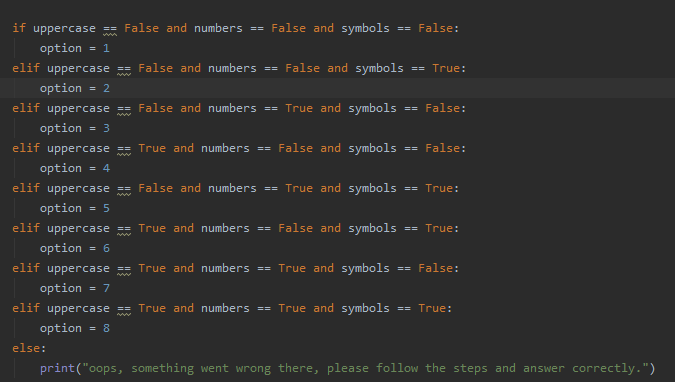 if uppercase == False and numbers == False and symbols == False:
    option = 1
elif uppercase == False and numbers == False and symbols == True:
    option = 2
elif uppercase == False and numbers == True and symbols == False:
    option = 3
elif uppercase == True and numbers == False and symbols == False:
    option = 4
elif uppercase == False and numbers == True and symbols == True:
    option = 5
elif uppercase == True and numbers == False and symbols == True:
    option = 6
elif uppercase == True and numbers == True and symbols == False:
    option = 7
elif uppercase == True and numbers == True and symbols == True:
    option = 8
else:
    print("oops, something went wrong there, please follow the steps and answer correctly.")